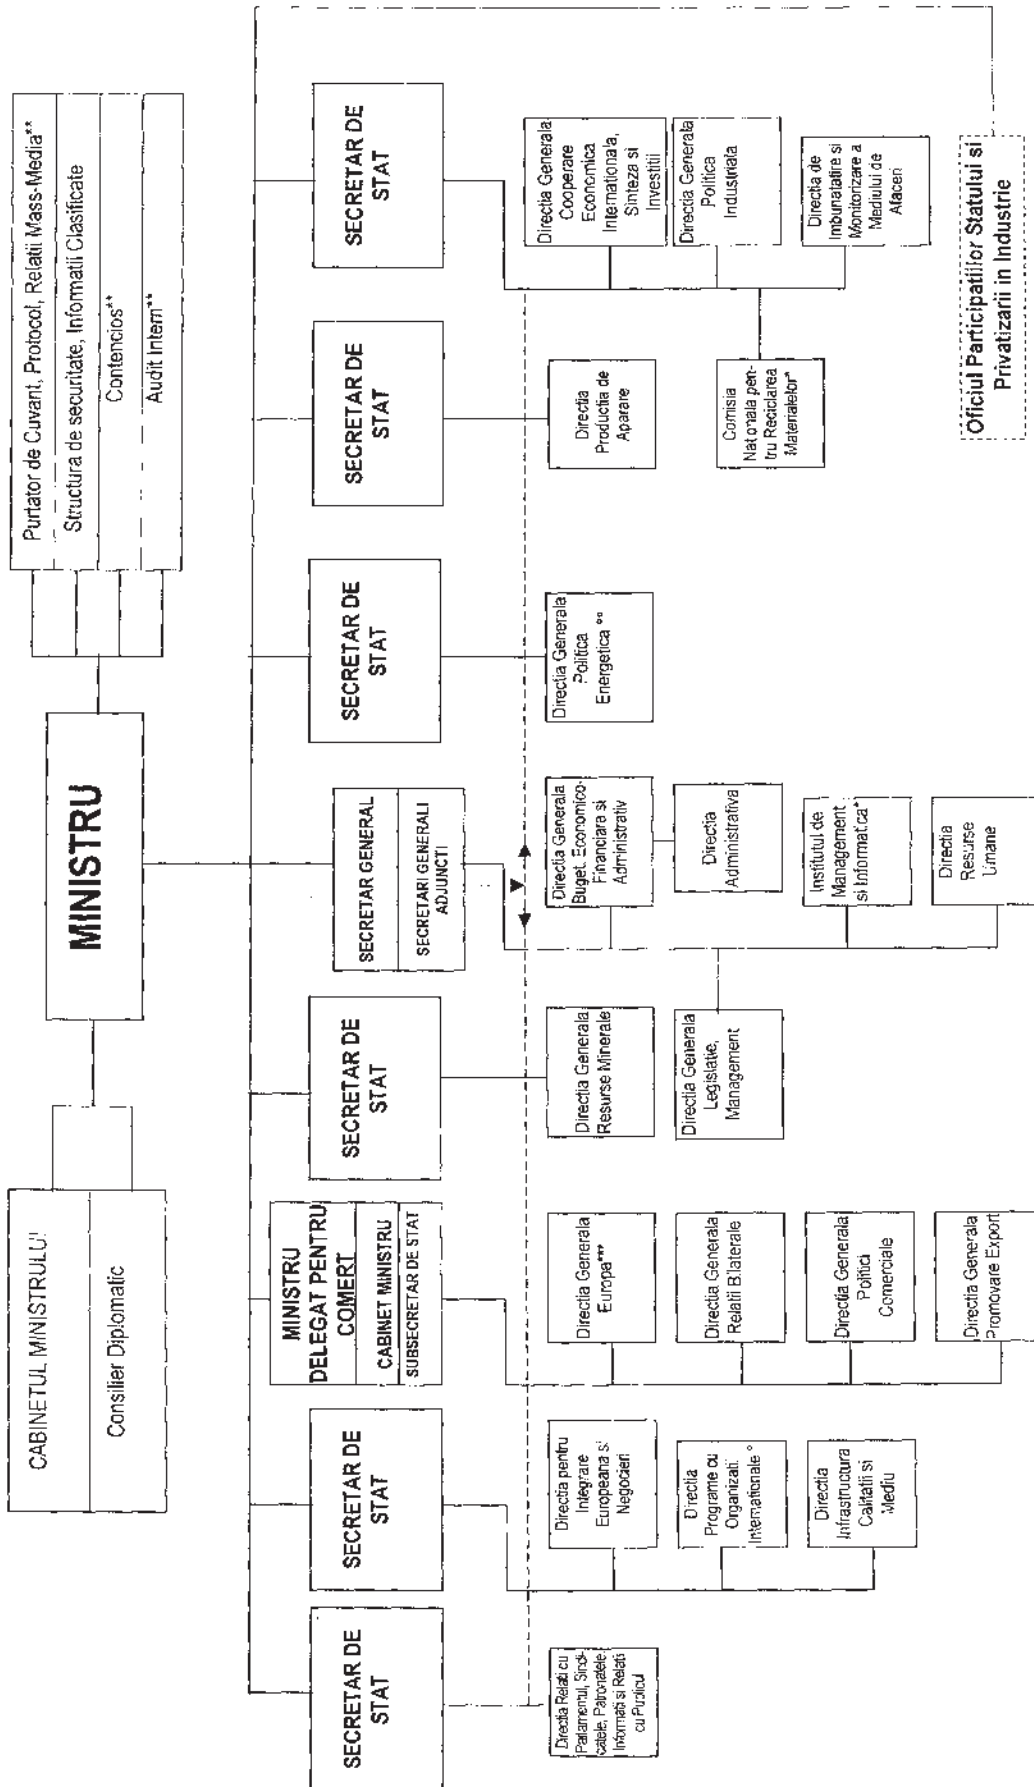 CABINETUL MINISTRULUI
Consilier Diplomatic
MINISTRU
Purtator de Cuvant, Protocol, Relatii Mass-Media**
Structura de securitate, Informatii Clasificate
Contencios**
Audit Intern**
SECRETAR DE
STAT
SECRETAR DE
STAT
MINISTRU
DELEGAT PENTRU
COMERT
CABINET MINISTRU
SUBSECRETAR DE STAT
SECRETAR DE
STAT
SECRETAR GENERAL
SECRETARI GENERALI
ADJUNCTI
SECRETAR DE
STAT
SECRETAR DE
STAT
SECRETAR DE
STAT
Directia Relatii cu
Parlamentul, Sindi-
catele, Patronatele,
Informatii si Relatii
cu Publicul
Directia pentru
Integrare
Europeana si
Negocieri
Directia
Programe cu
Organizatii
Internationale °
Directia
Infrastructura
Calitatii si
Mediu
Directia Generala
Europa***
Directia Generala
Relatii Bilaterale
Directia Generala
Politici
Comerciale
Directia Generala
Promovare Export
Directia Generala
Resurse Minerale
Directia Generala
Legislatie,
Management
Directia Generala
Buget, Economico-
Financiara si
Administrativ
Directia
Administrativa
Institutul de
Management
si Informatica*
Directia
Resurse
Umane
Directia Generala
Politica
Energetica °°
Directia
Productia de
Aparare
Comisia
Nationala pen-
tru Reciclarea
Materialelor*
Directia Generala
Cooperare
Economica
Internationala,
Sinteza si
Investitii
Directia Generala
Politica
Industriala
Directia de
Imbunatatire si
Monitorizare a
Mediului de
Afaceri
Oficiul Participatiilor Statului si
Privatizarii in Industrie